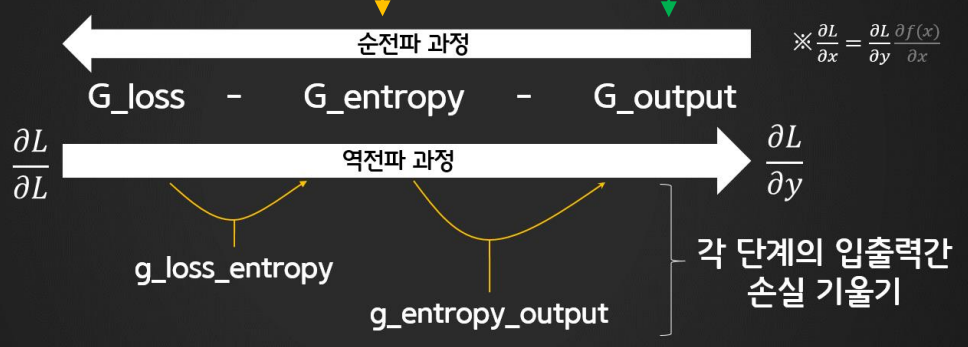 순전파 과정
※∂L/∂x = ∂L/∂y ∂f(x)/∂x
G_loss - G_entropy - G_output
∂L/∂L
역전파 과정
∂L/∂y
g_loss_entropy
g_entropy_output
각 단계의 입출력간
손실 기울기